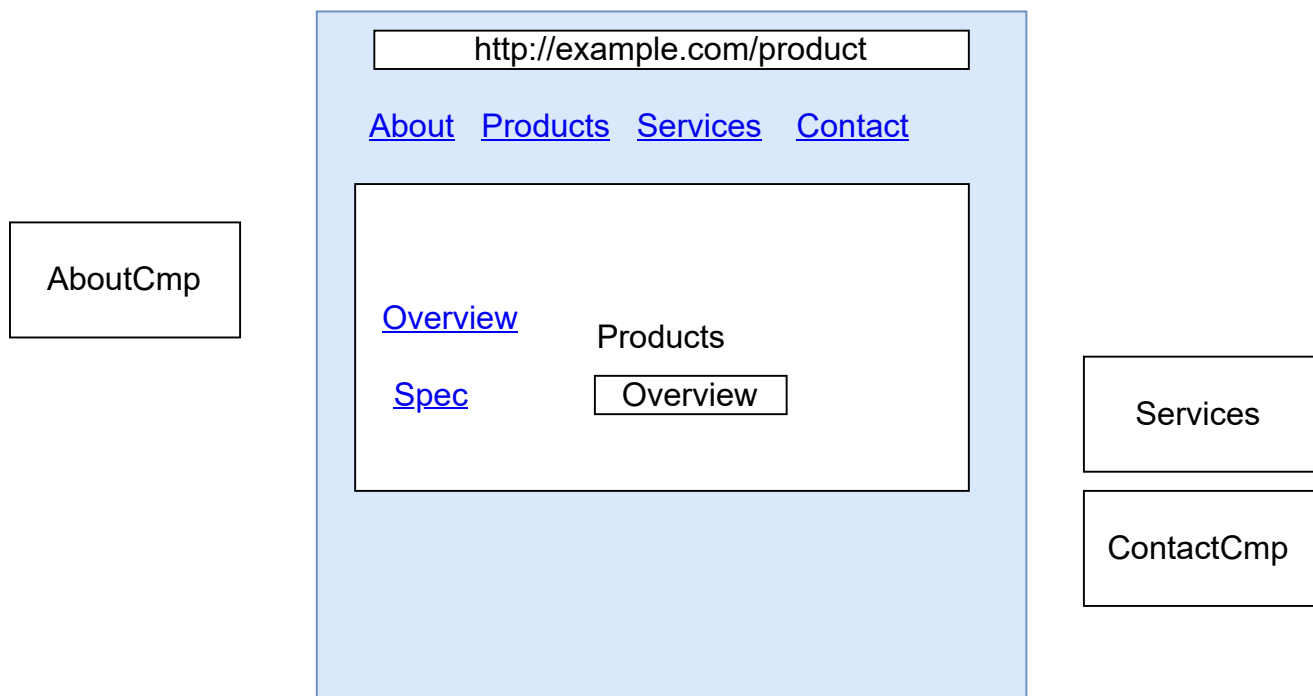 http://example.com/product
About Products Services Contact
AboutCmp
Overview
Products
Spec
Overview
Services
ContactCmp